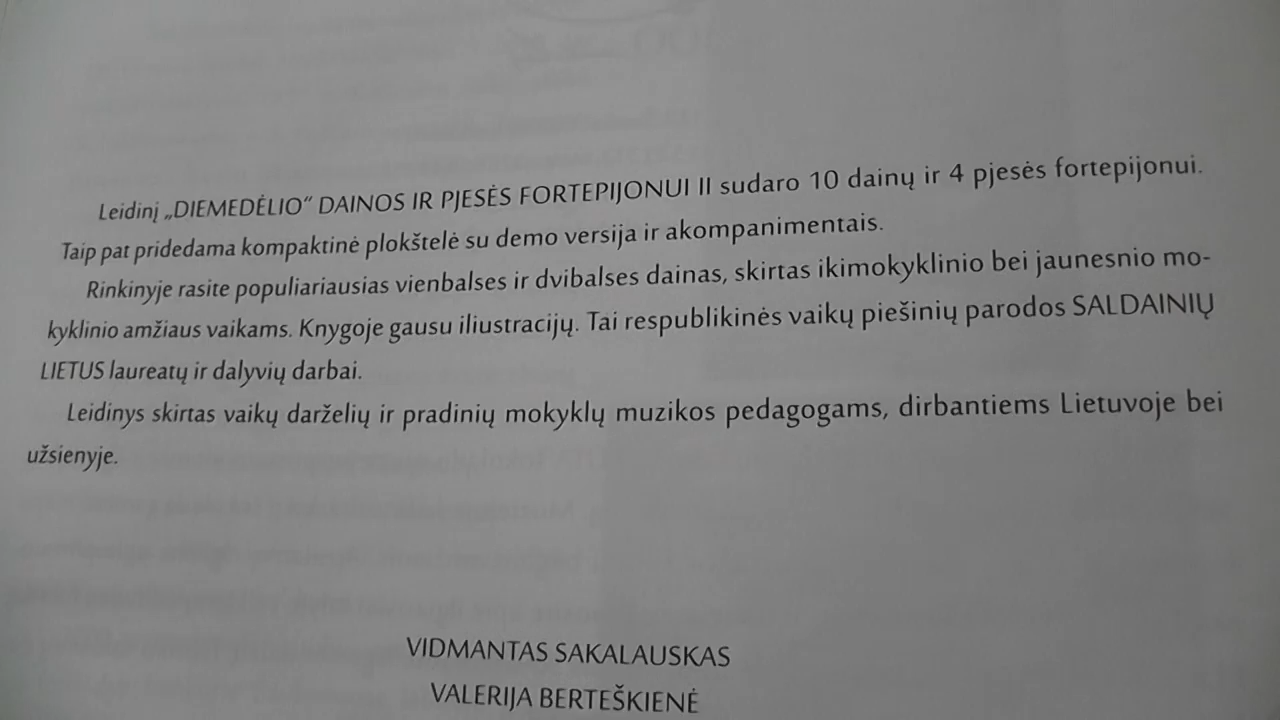 Leidinį „DIEMEDĖLIO“ DAINOS IR PJESĖS FORTEPIJONUI II sudaro 10 dainų ir 4 pjesės fortepijonui.
Taip pat pridedama kompaktinė plokštelė su demo versija ir akompanimentais.
Rinkinyje rasite populiariausias vienbalses ir dvibalses dainas, skirtas ikimokyklinio bei jaunesnio mo-
kyklinio amžiaus vaikams. Knygoje gausu iliustracijų. Tai respublikinės vaikų piešinių parodos SALDAINIŲ
LIETUS laureatų ir dalyvių darbai.
Leidinys skirtas vaikų darželių ir pradinių mokyklų muzikos pedagogams, dirbantiems Lietuvoje bei
užsienyje.
VIDMANTAS SAKALAUSKAS
VALERIJA BERTEŠKIENĖ